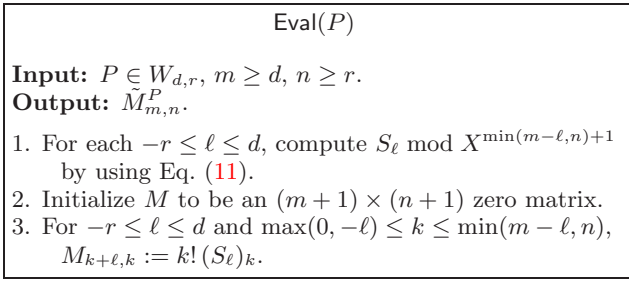 Eval(P)
Input: P ∈ W_{d,r}, m ≥ d, n ≥ r.
Output: M̃^P_{m,n}.
1. For each −r ≤ ℓ ≤ d, compute S_ℓ mod X^{min(m−ℓ,n)+1}
by using Eq. (11).
2. Initialize M to be an (m + 1) × (n + 1) zero matrix.
3. For −r ≤ ℓ ≤ d and max(0, −ℓ) ≤ k ≤ min(m − ℓ, n),
M_{k+ℓ,k} := k! (S_ℓ)_k.